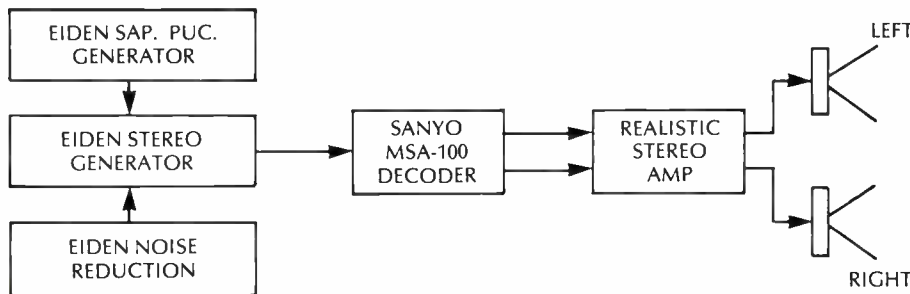 EIDEN SAP. PUC.
GENERATOR
EIDEN STEREO
GENERATOR
EIDEN NOISE
REDUCTION
SANYO
MSA-100
DECODER
REALISTIC
STEREO
AMP
LEFT
RIGHT